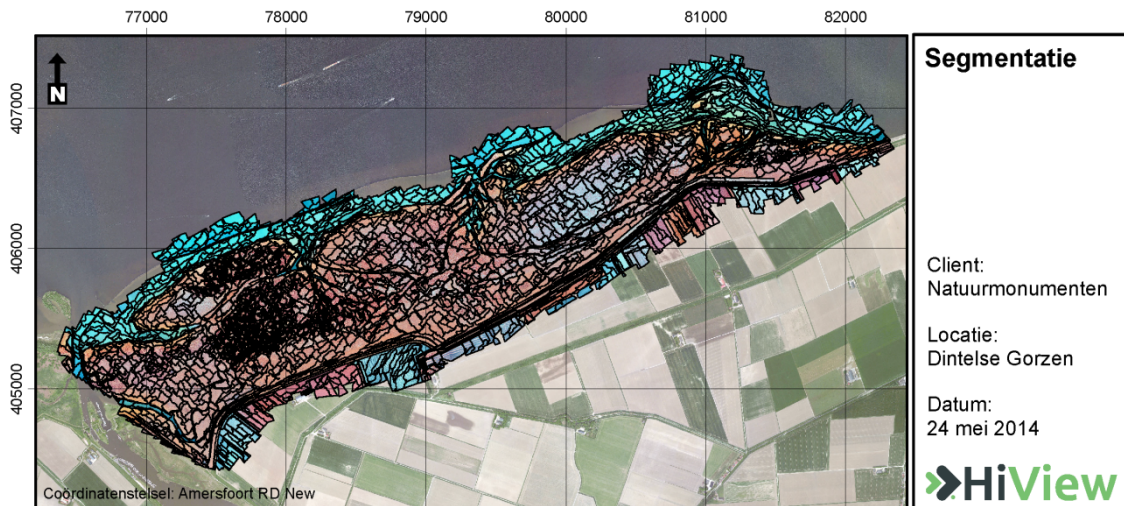 77000 78000 79000 80000 81000 82000
407000
406000
405000
N
Coördinatenstelsel: Amersfoort RD New
Segmentatie
Client:
Natuurmonumenten
Locatie:
Dintelse Gorzen
Datum:
24 mei 2014
HiView